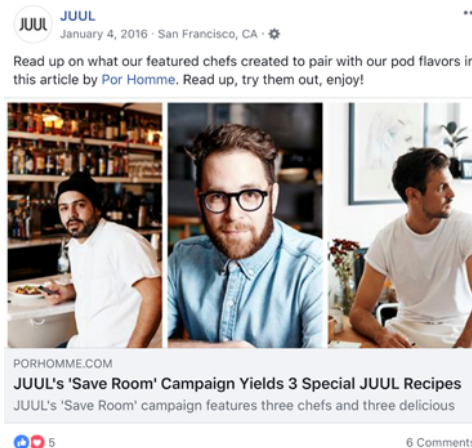 JUUL
JUUL
January 4, 2016 · San Francisco, CA ·
Read up on what our featured chefs created to pair with our pod flavors in
this article by Por Homme. Read up, try them out, enjoy!
PORHOMME.COM
JUUL's 'Save Room' Campaign Yields 3 Special JUUL Recipes
JUUL's 'Save Room' campaign features three chefs and three delicious
5
6 Comments